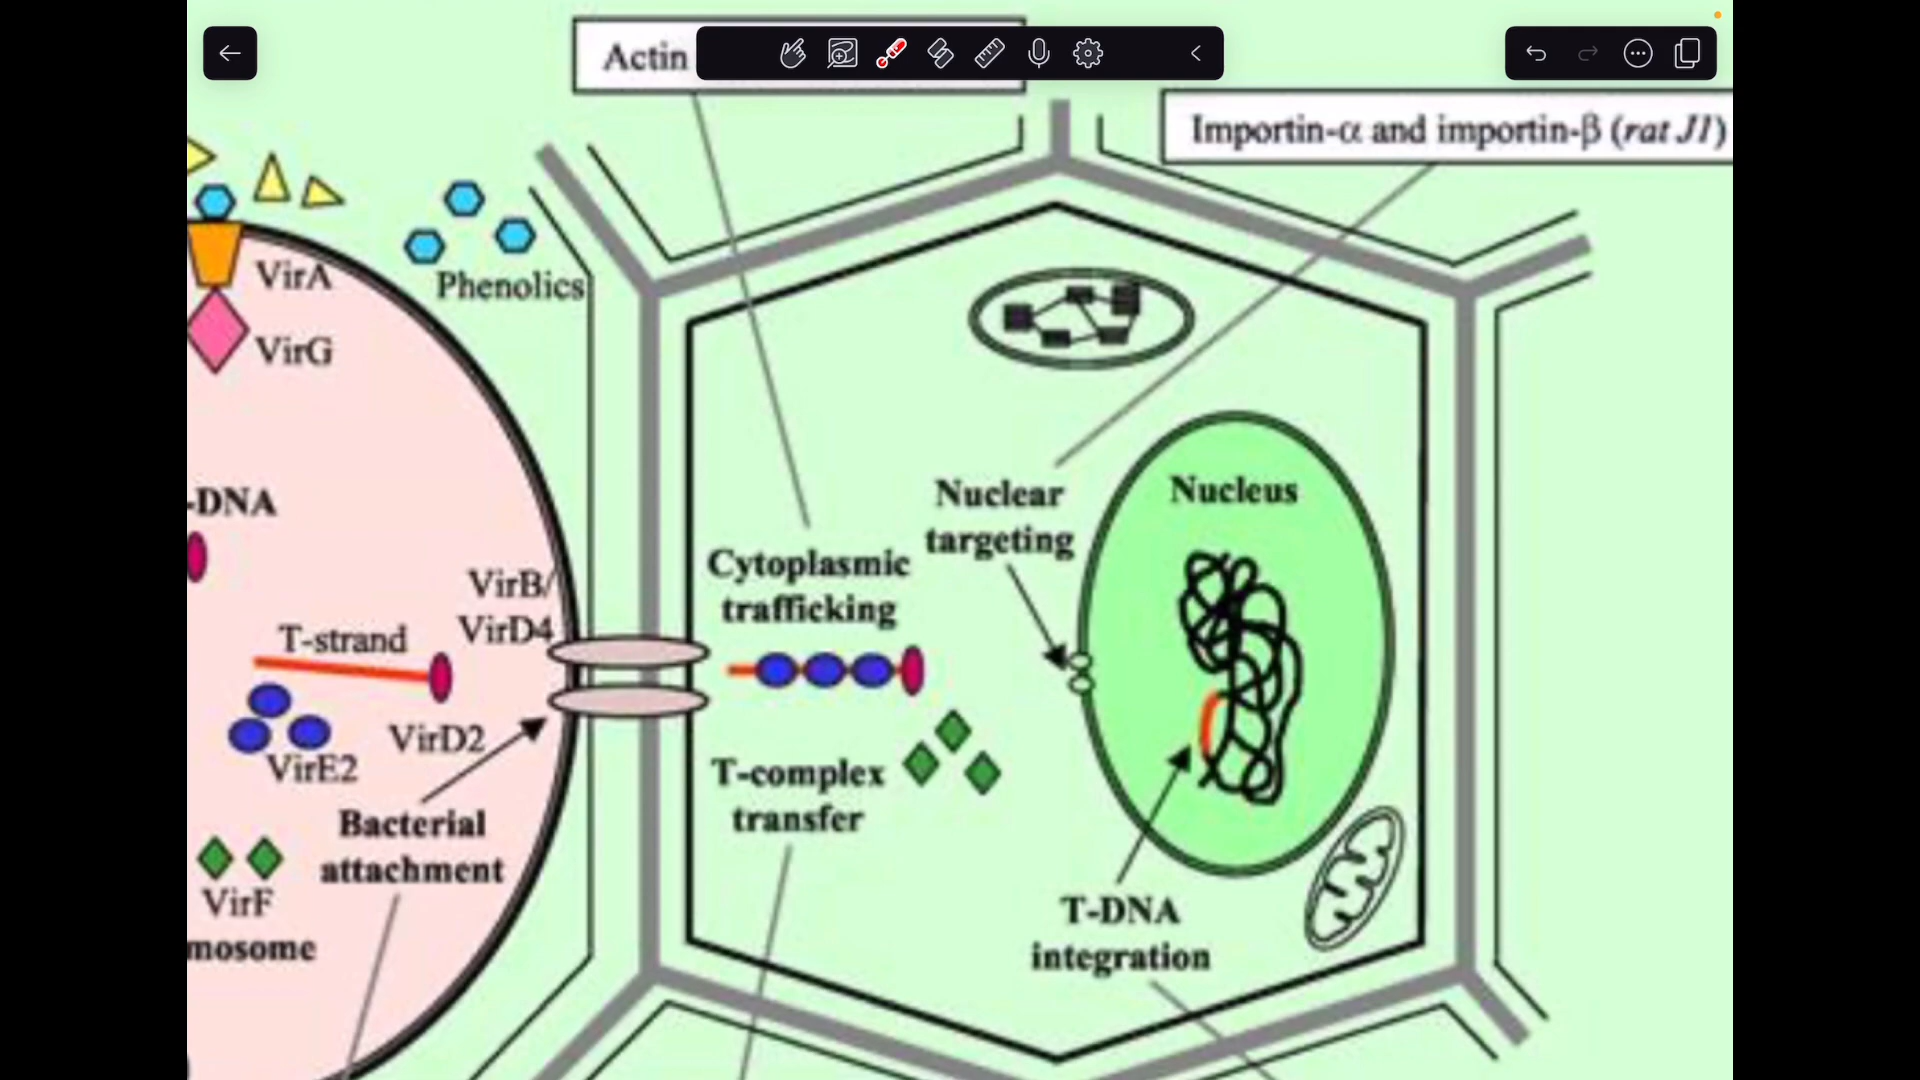 Actin
Importin-α and importin-β (rat J1)
VirA
Phenolics
VirG
-DNA
Nuclear
targeting
Nucleus
Cytoplasmic
trafficking
VirB/
VirD4
T-strand
VirD2
VirE2
T-complex
transfer
Bacterial
attachment
VirF
mosome
T-DNA
integration